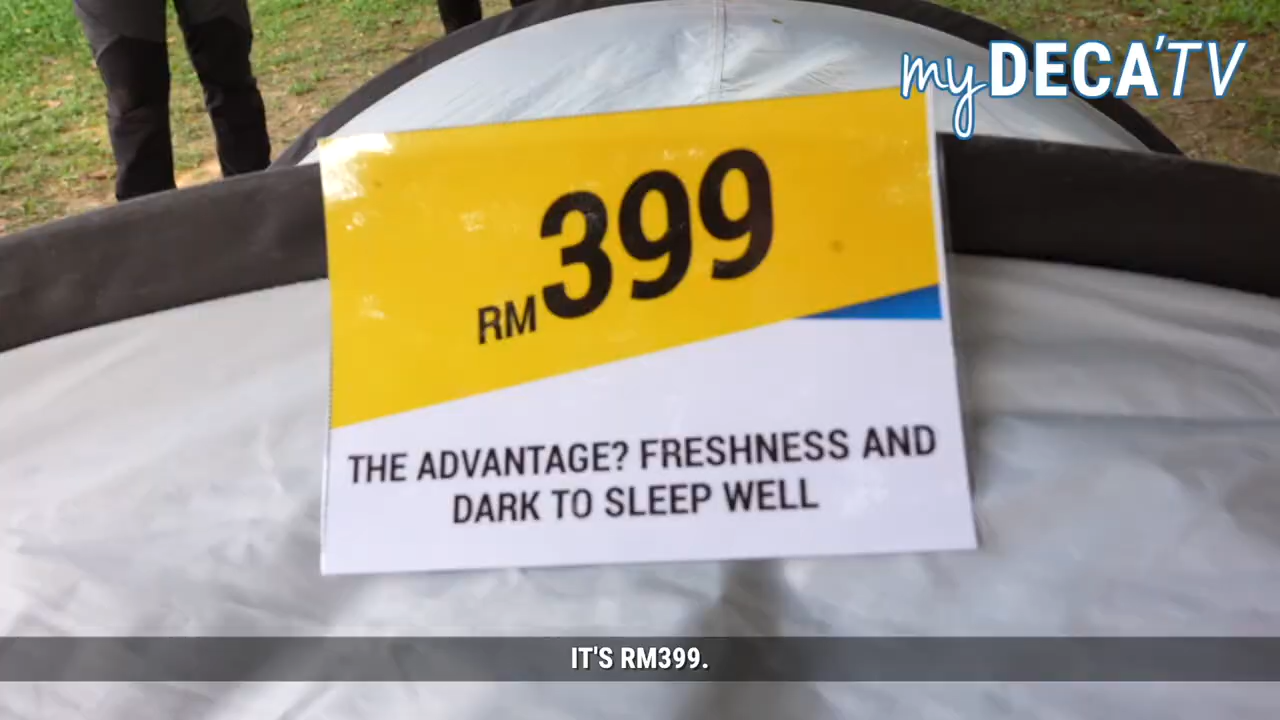 myDECA'TV
RM399
THE ADVANTAGE? FRESHNESS AND
DARK TO SLEEP WELL
IT'S RM399.